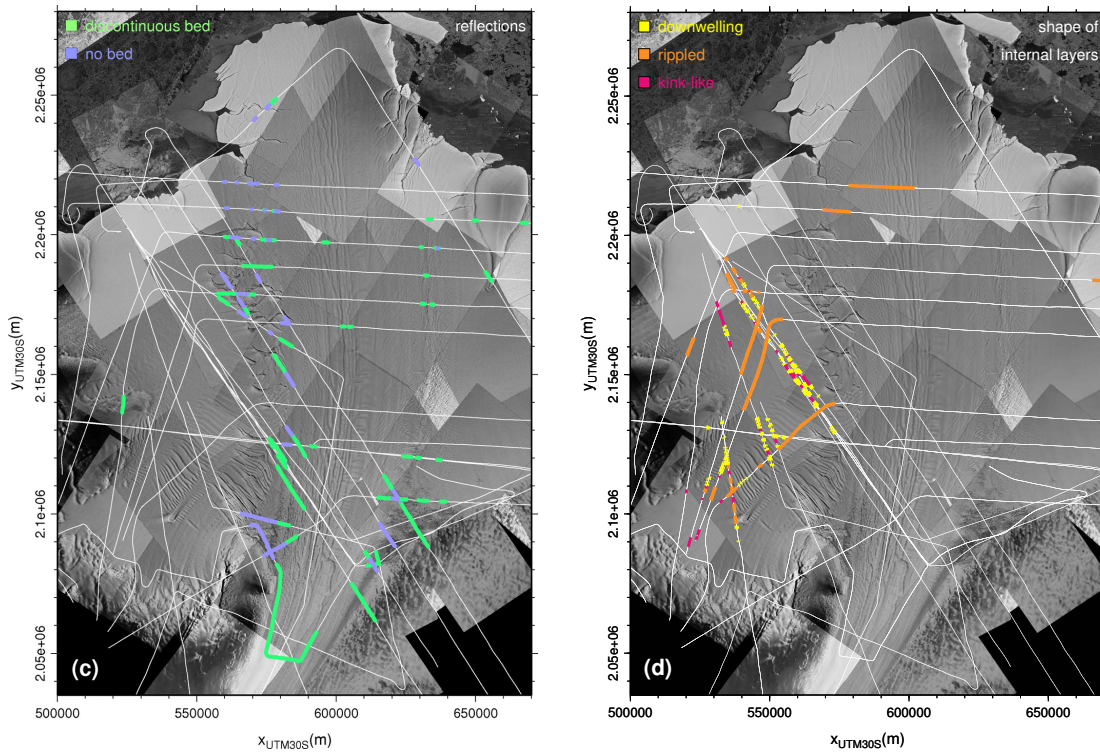 discontinuous bed
no bed
reflections
2.25e+06
2.2e+06
2.15e+06
2.1e+06
2.05e+06
yUTM30S(m)
(c)
500000 550000 600000 650000
xUTM30S(m)
downwelling
rippled
kink-like
shape of
internal layers
2.25e+06
2.2e+06
2.15e+06
2.1e+06
2.05e+06
yUTM30S(m)
(d)
500000 550000 600000 650000
xUTM30S(m)